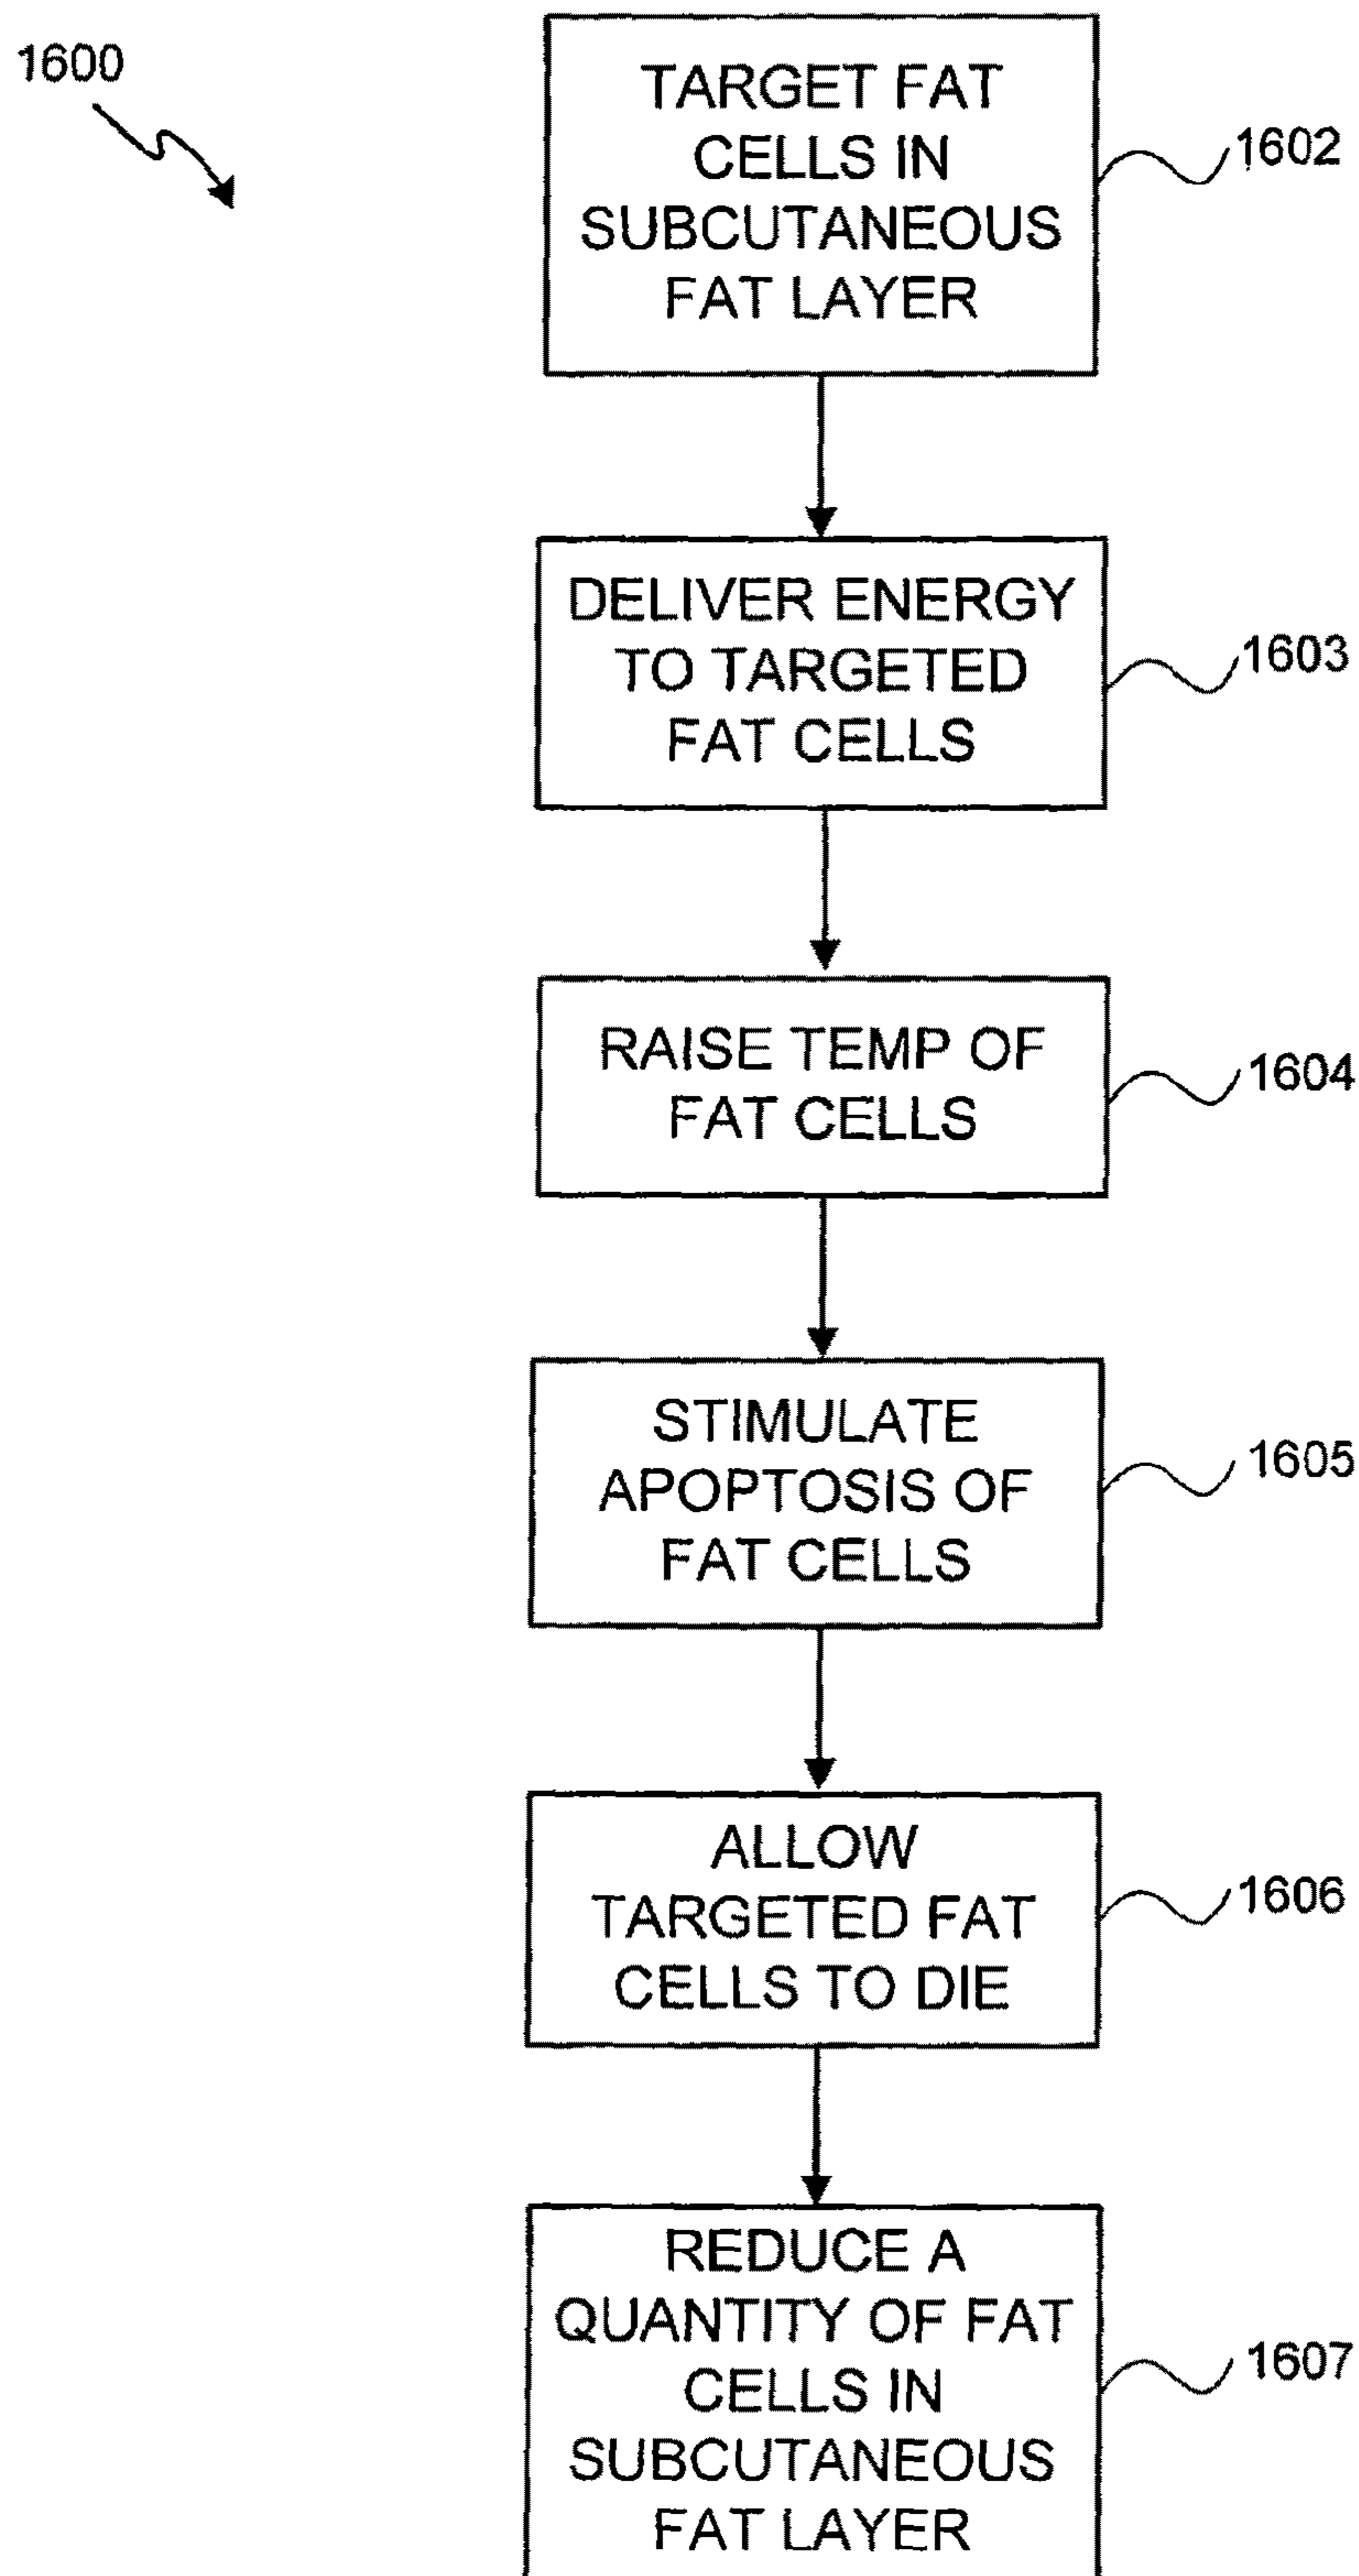 1600
TARGET FAT
CELLS IN
SUBCUTANEOUS
FAT LAYER
1602
DELIVER ENERGY
TO TARGETED
FAT CELLS
1603
RAISE TEMP OF
FAT CELLS
1604
STIMULATE
APOPTOSIS OF
FAT CELLS
1605
ALLOW
TARGETED FAT
CELLS TO DIE
1606
REDUCE A
QUANTITY OF FAT
CELLS IN
SUBCUTANEOUS
FAT LAYER
1607